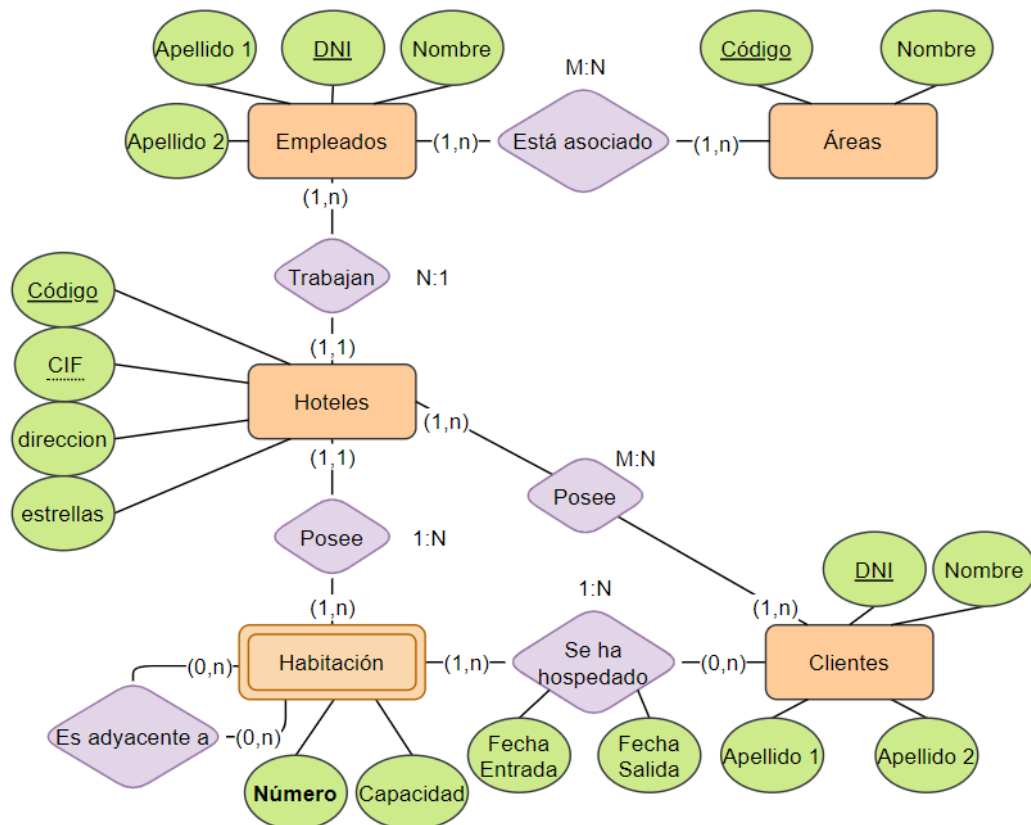 Apellido 1
DNI
Nombre
Código
Nombre
M:N
Apellido 2
Empleados
(1,n)
Está asociado
(1,n)
Áreas
(1,n)
Código
Trabajan
N:1
CIF
(1,1)
Hoteles
(1,n)
direccion
(1,1)
M:N
Posee
estrellas
Posee
1:N
DNI
Nombre
(1,n)
1:N
(1,n)
(0,n)
Habitación
(1,n)
Se ha
hospedado
(0,n)
Clientes
Es adyacente a
(0,n)
Número
Capacidad
Fecha
Entrada
Fecha
Salida
Apellido 1
Apellido 2